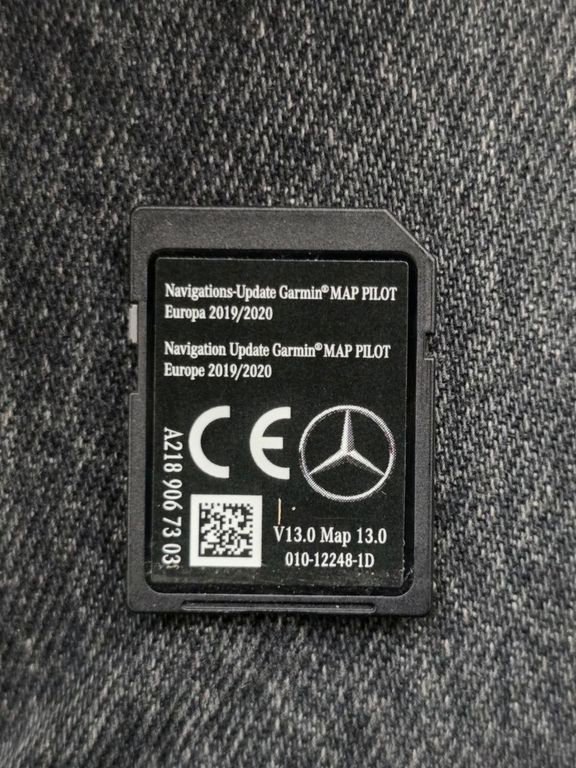 Navigations-Update Garmin® MAP PILOT
Europa 2019/2020
Navigation Update Garmin® MAP PILOT
Europe 2019/2020
CE
A218 906 73 03
V13.0 Map 13.0
010-12248-1D